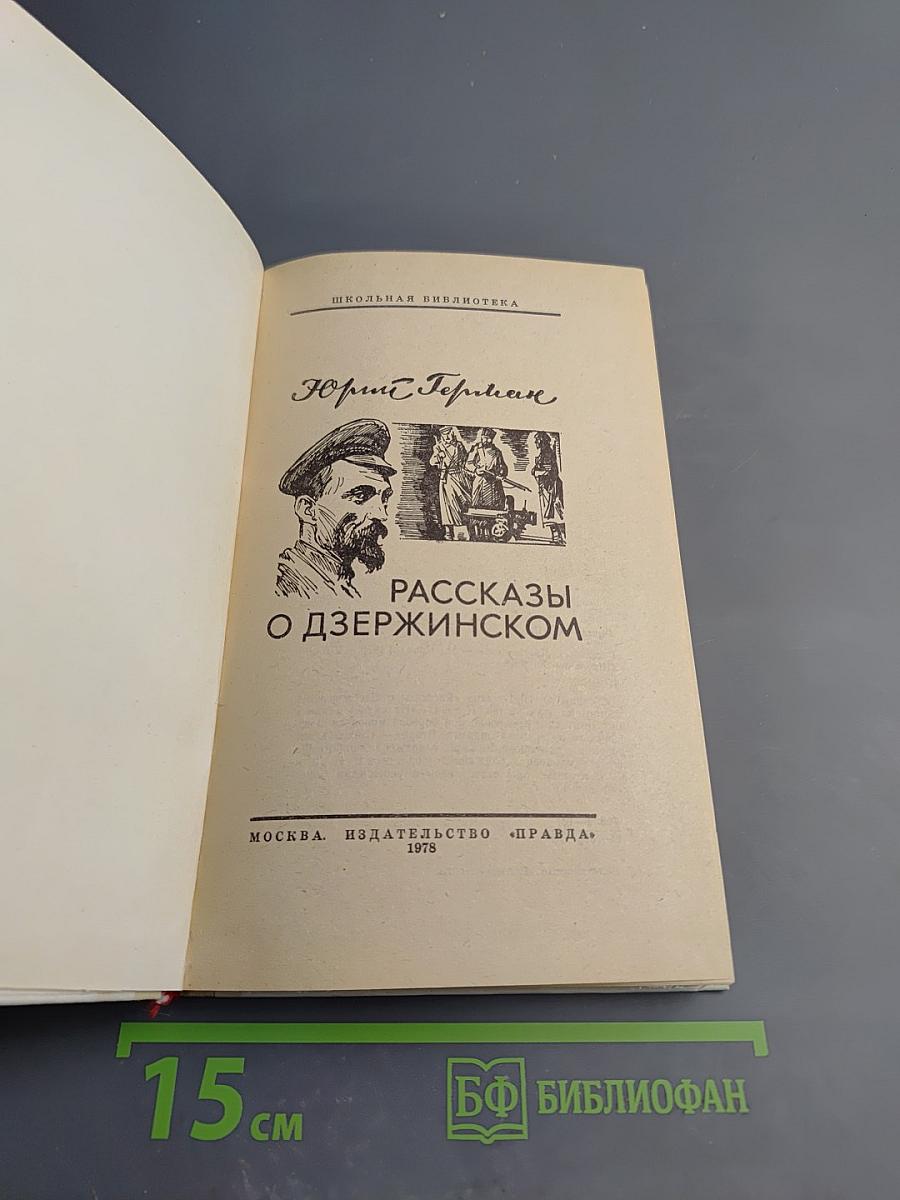 ШКОЛЬНАЯ БИБЛИОТЕКА
Юрий Герман
РАССКАЗЫ
О ДЗЕРЖИНСКОМ
МОСКВА. ИЗДАТЕЛЬСТВО «ПРАВДА»
1978
15 см
БФ БИБЛИОФАН